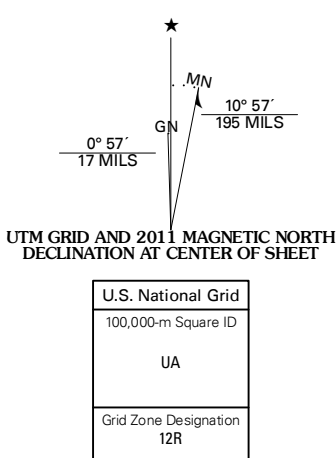 ★
MN
10° 57´
195 MILS
GN
0° 57´
17 MILS
UTM GRID AND 2011 MAGNETIC NORTH
DECLINATION AT CENTER OF SHEET
U.S. National Grid
100,000-m Square ID
UA
Grid Zone Designation
12R